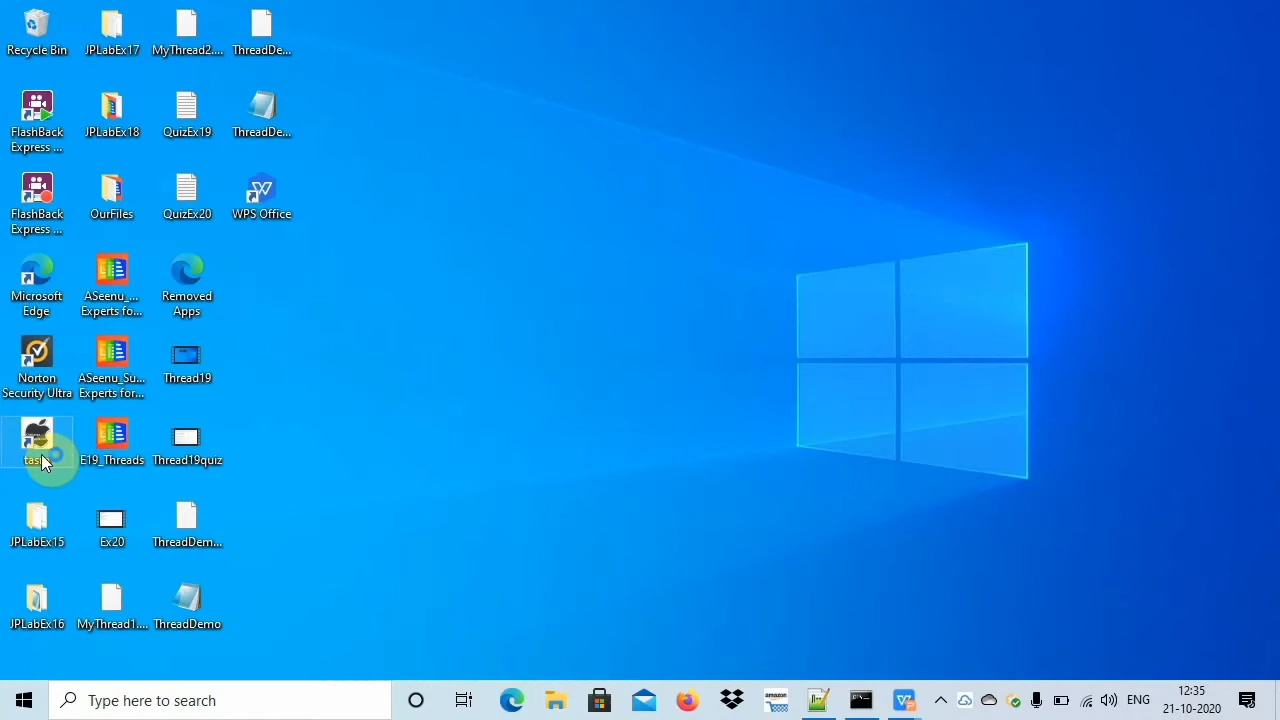 Recycle Bin
JPLabEx17
MyThread2....
ThreadDe...
FlashBack
Express ...
JPLabEx18
QuizEx19
ThreadDe...
FlashBack
Express ...
OurFiles
QuizEx20
WPS Office
Microsoft
Edge
ASeenu_...
Experts fo...
Removed
Apps
Norton
Security Ultra
ASeenu_Su...
Experts for...
Thread19
E19_Threads
Thread19quiz
JPLabEx15
Ex20
ThreadDem...
JPLabEx16
MyThread1....
ThreadDemo
Type here to search
amazon
ENG
12:35
21-10-2020